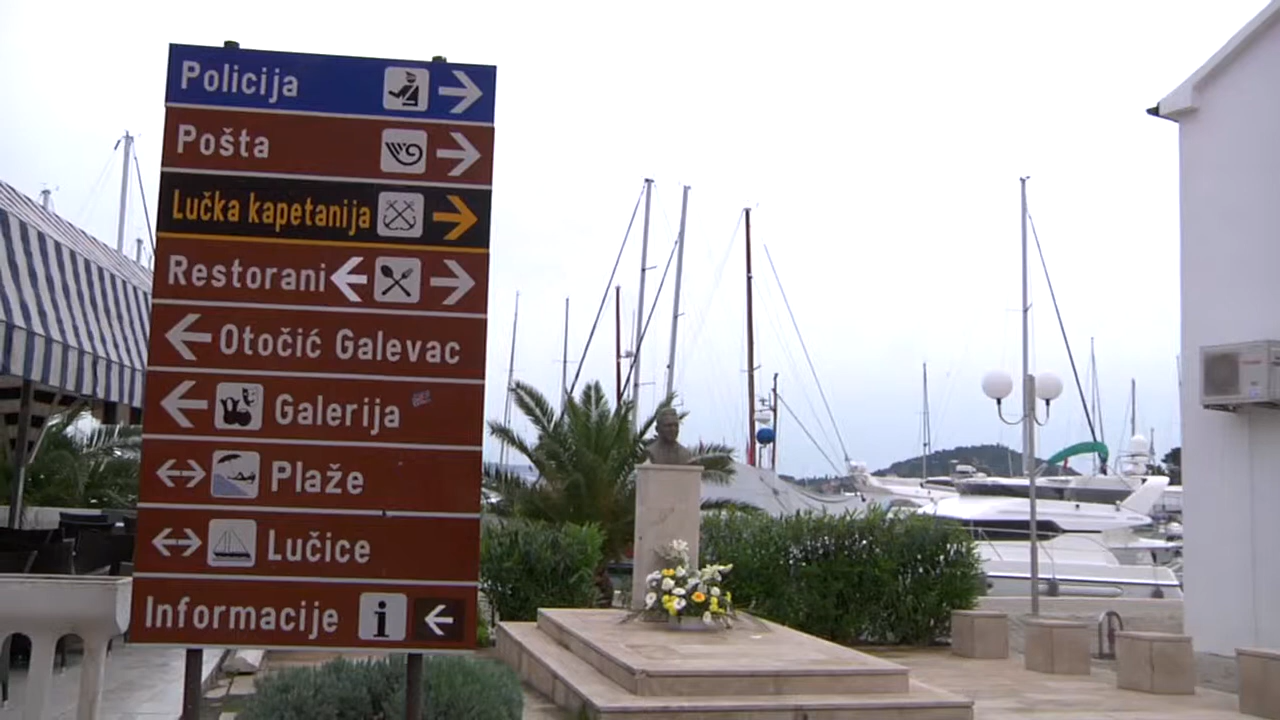 Policija
Pošta
Lučka kapetanija
Restorani
Otočić Galevac
Galerija
Plaže
Lučice
Informacije i